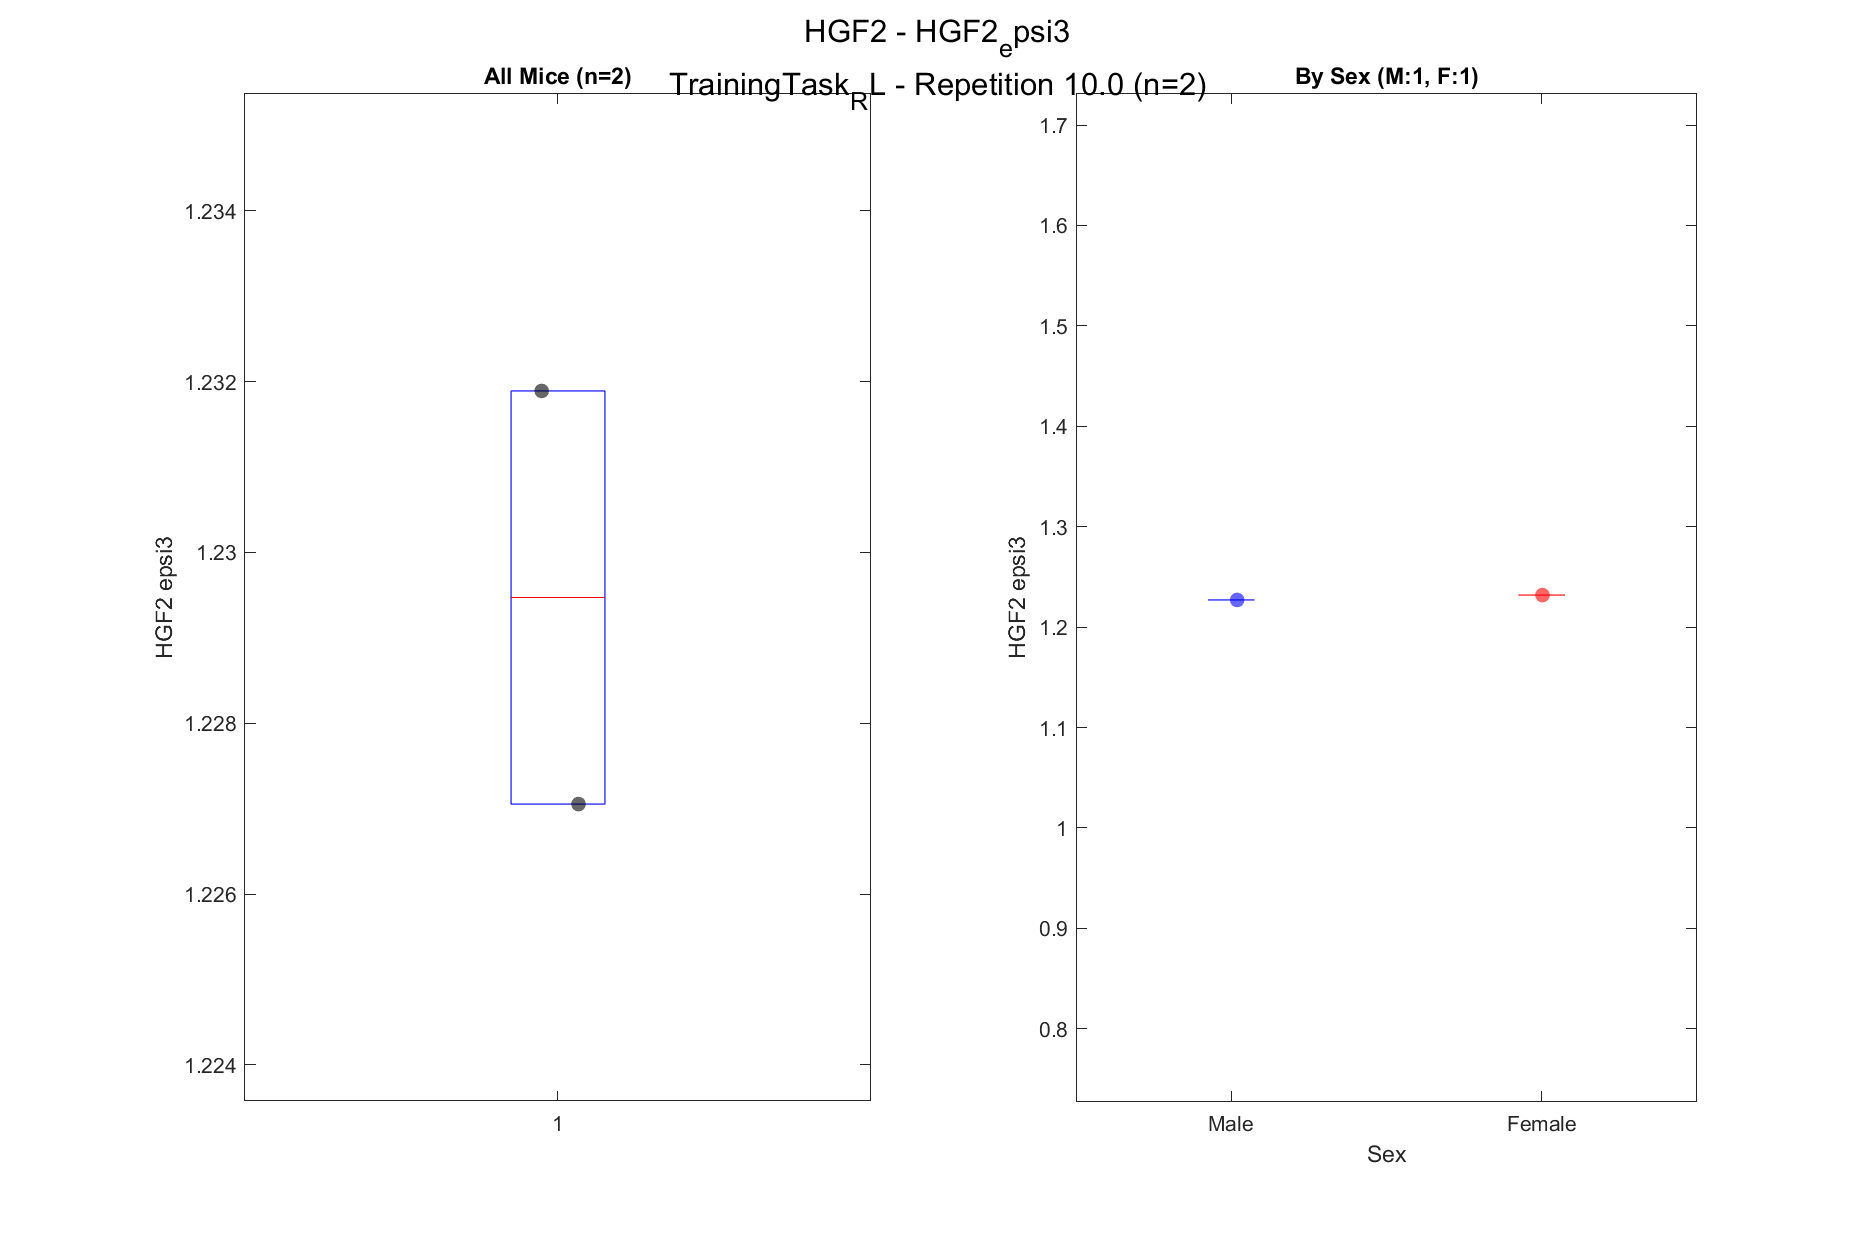 HGF2 - HGF2epsi3
TrainingTaskRL - Repetition 10.0 (n=2)
All Mice (n=2)
HGF2 epsi3
1.234
1.232
1.23
1.228
1.226
1.224
1
By Sex (M:1, F:1)
HGF2 epsi3
1.7
1.6
1.5
1.4
1.3
1.2
1.1
1
0.9
0.8
Male
Female
Sex